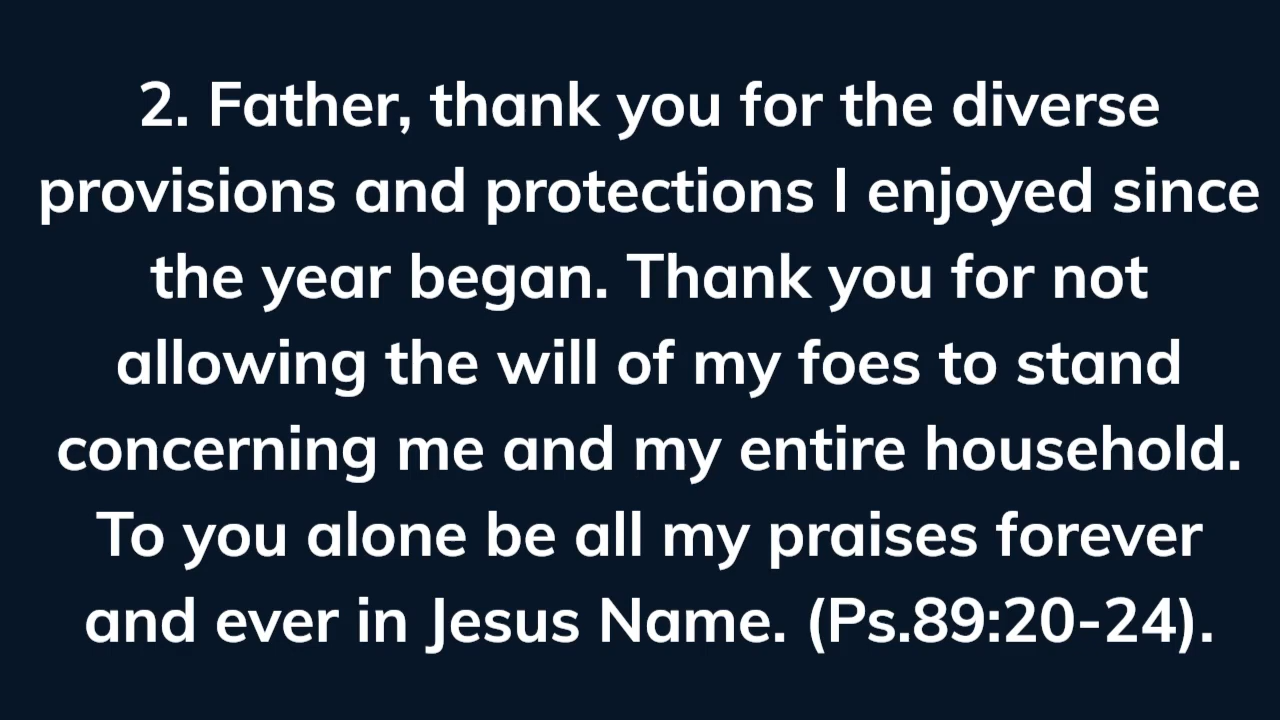 2. Father, thank you for the diverse
provisions and protections I enjoyed since
the year began. Thank you for not
allowing the will of my foes to stand
concerning me and my entire household.
To you alone be all my praises forever
and ever in Jesus Name. (Ps.89:20-24).